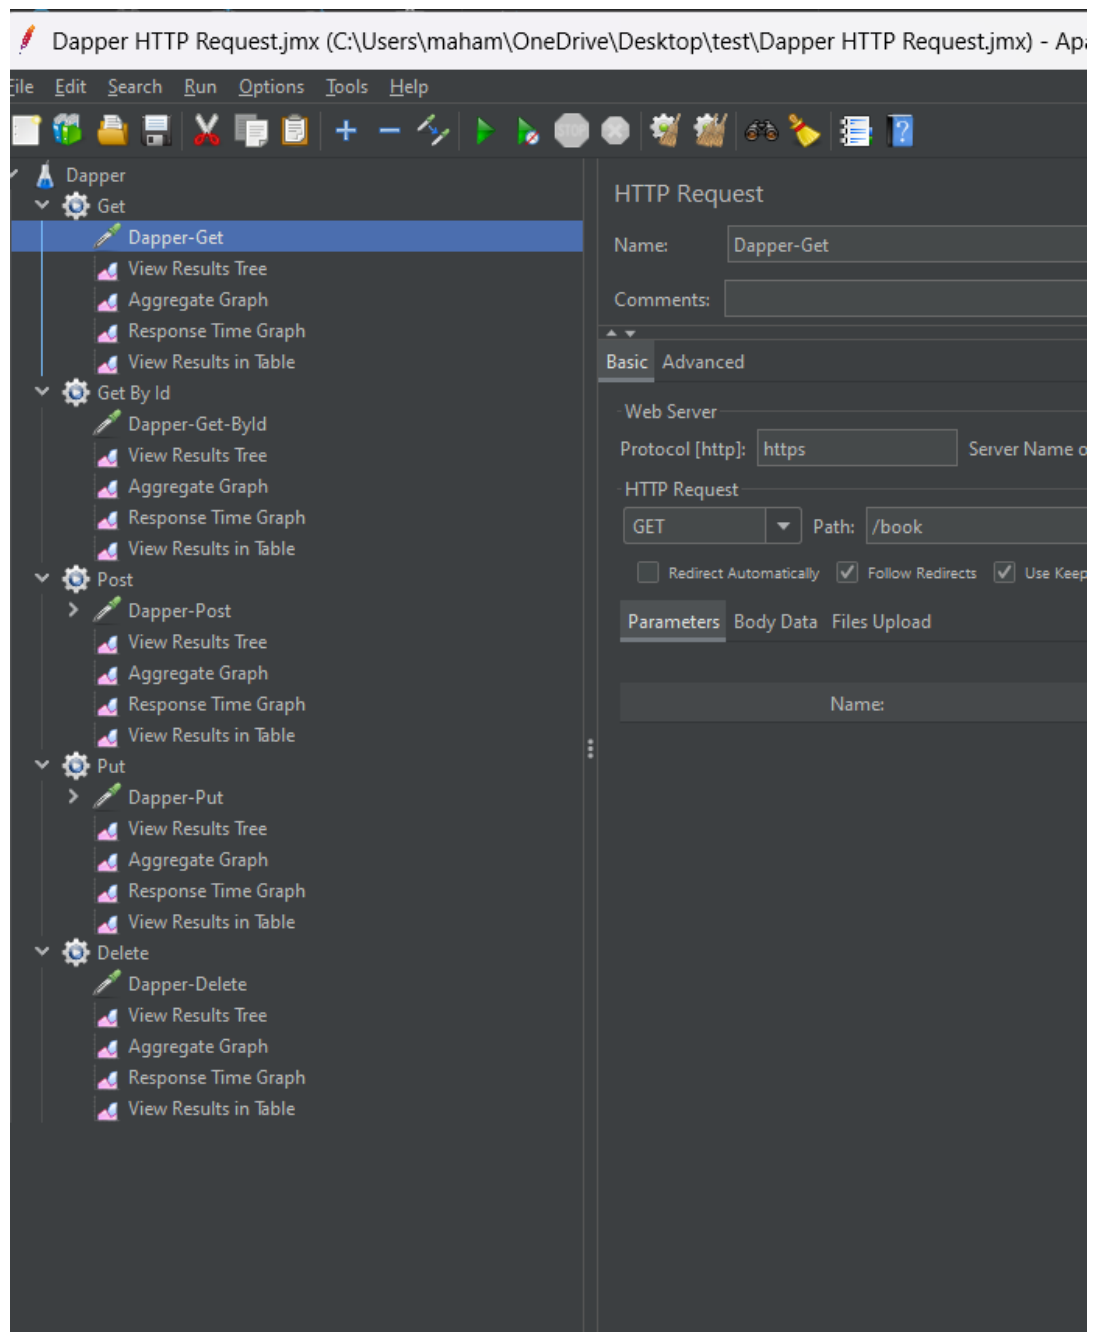 Dapper HTTP Request.jmx (C:\Users\maham\OneDrive\Desktop\test\Dapper HTTP Request.jmx) - Apa
File Edit Search Run Options Tools Help
STOP
Dapper
Get
Dapper-Get
View Results Tree
Aggregate Graph
Response Time Graph
View Results in Table
Get By Id
Dapper-Get-ById
View Results Tree
Aggregate Graph
Response Time Graph
View Results in Table
Post
Dapper-Post
View Results Tree
Aggregate Graph
Response Time Graph
View Results in Table
Put
Dapper-Put
View Results Tree
Aggregate Graph
Response Time Graph
View Results in Table
Delete
Dapper-Delete
View Results Tree
Aggregate Graph
Response Time Graph
View Results in Table
HTTP Request
Name: Dapper-Get
Comments:
Basic Advanced
Web Server
Protocol [http]: https Server Name o
HTTP Request
GET Path: /book
Redirect Automatically Follow Redirects Use Keep
Parameters Body Data Files Upload
Name: